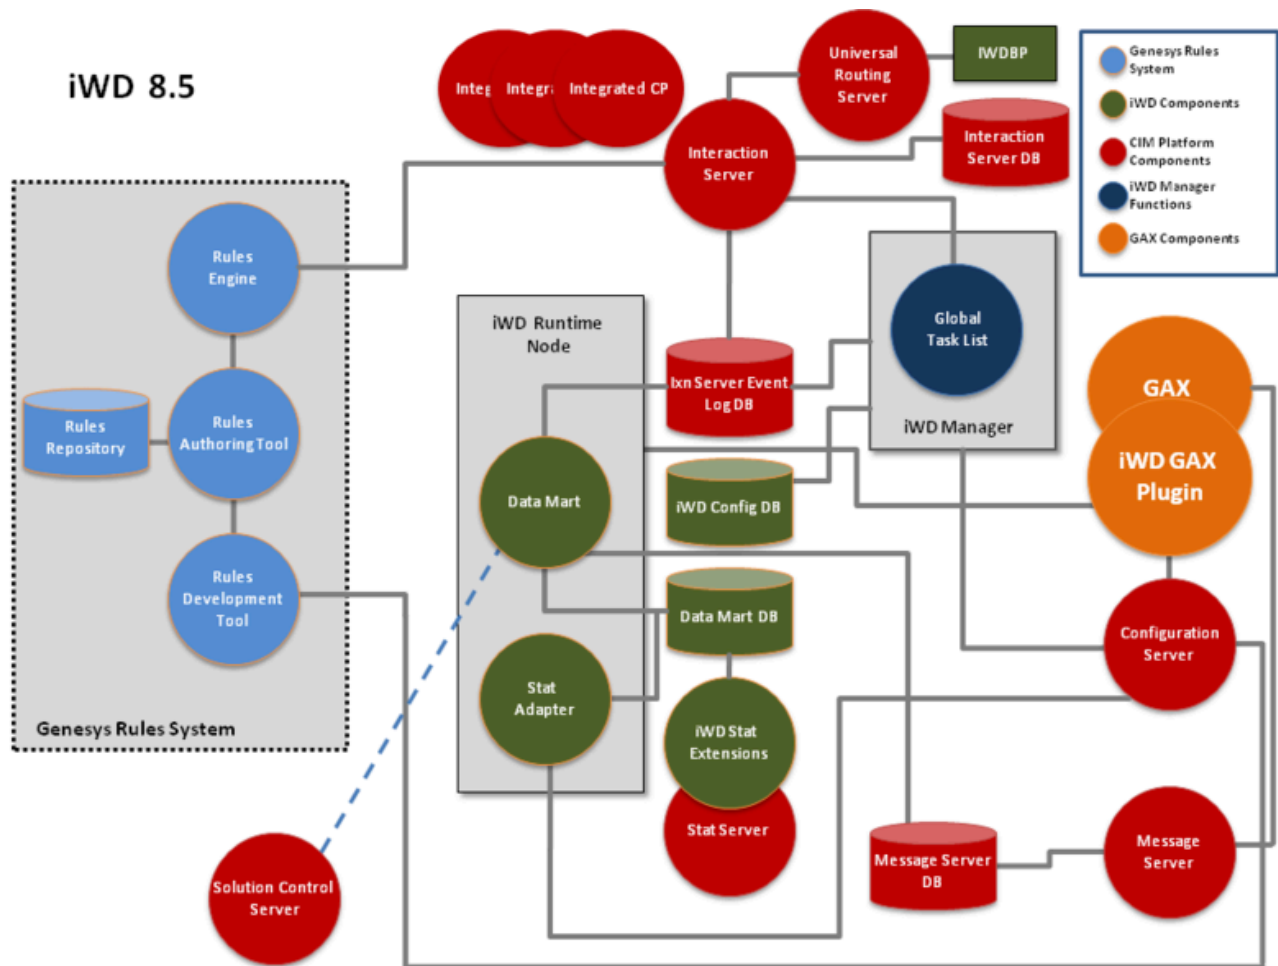 iWD 8.5
Integ
Integra
Integrated CP
Universal
Routing
Server
IWDBP
Interaction
Server
Interaction
Server DB
Genesys Rules
System
iWD Components
CIM Platform
Components
iWD Manager
Functions
GAX Components
Rules
Engine
Rules
Repository
Rules
Authoring Tool
Rules
Development
Tool
Genesys Rules System
iWD Runtime
Node
Ixn Server Event
Log DB
Global
Task List
iWD Manager
GAX
iWD GAX
Plugin
Data Mart
iWD Config DB
Data Mart DB
Stat
Adapter
iWD Stat
Extensions
Stat Server
Configuration
Server
Solution Control
Server
Message Server
DB
Message
Server